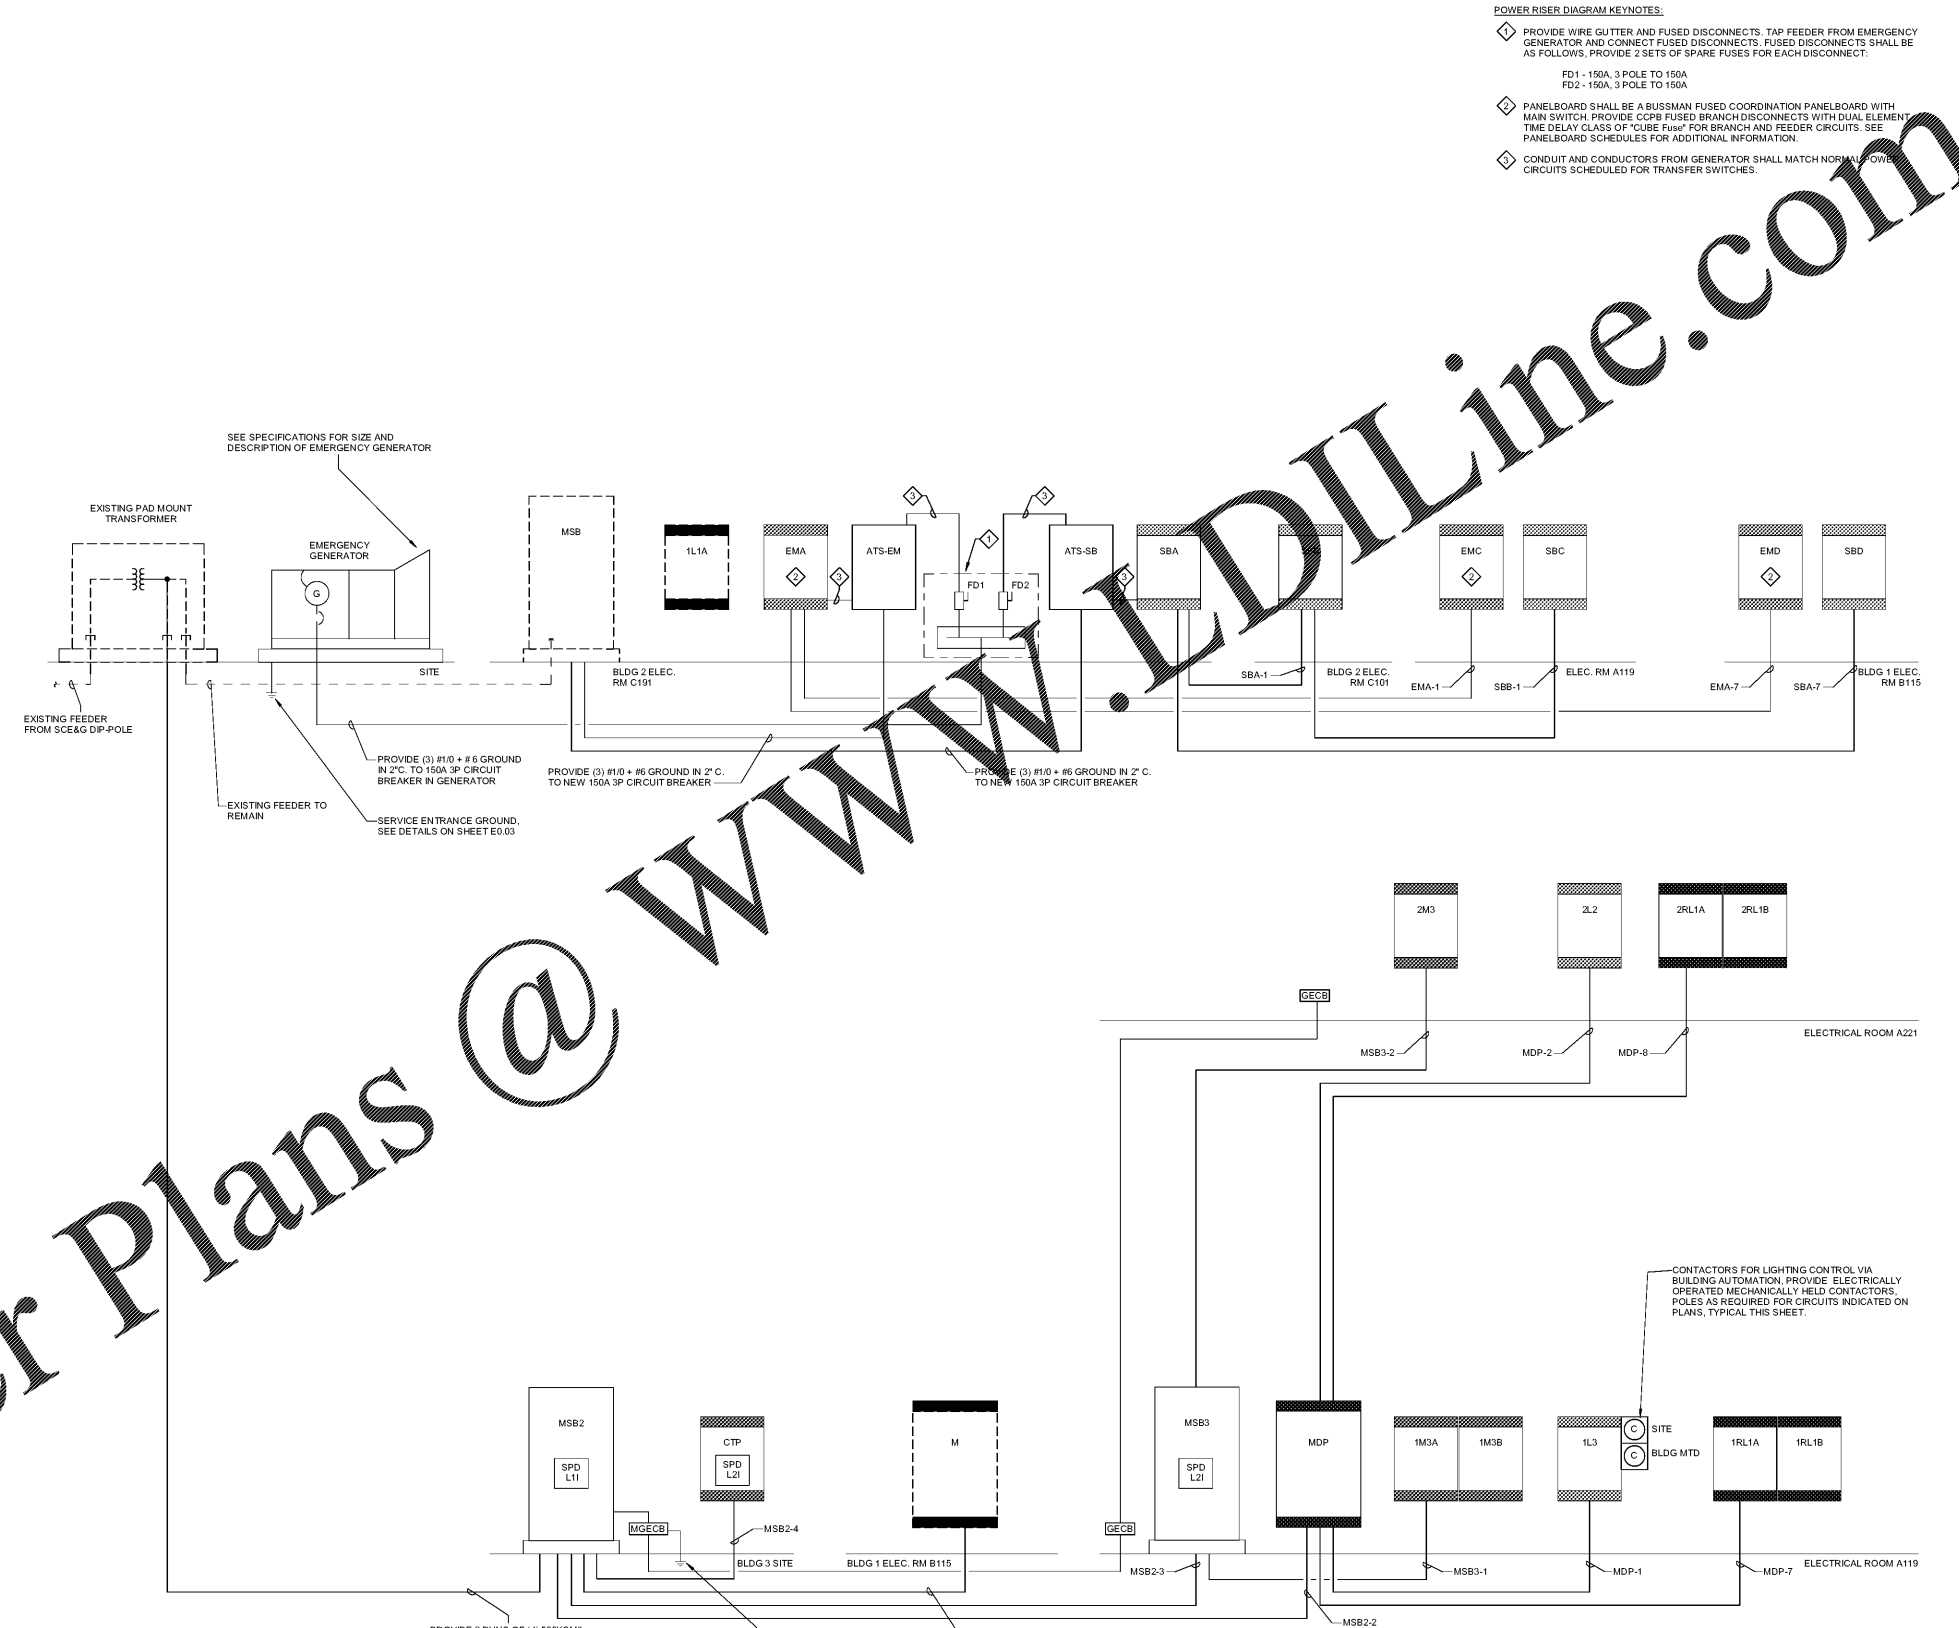 POWER RISER DIAGRAM KEYNOTES:
1 PROVIDE WIRE GUTTER AND FUSED DISCONNECTS. TAP FEEDER FROM EMERGENCY
GENERATOR AND CONNECT FUSED DISCONNECTS. FUSED DISCONNECTS SHALL BE
AS FOLLOWS, PROVIDE 2 SETS OF SPARE FUSES FOR EACH DISCONNECT:
FD1 - 150A, 3 POLE TO 150A
FD2 - 150A, 3 POLE TO 150A
2 PANELBOARD SHALL BE A BUSSMAN FUSED COORDINATION PANELBOARD WITH
MAIN SWITCH. PROVIDE CCPB FUSED BRANCH DISCONNECTS WITH DUAL ELEMENT
TIME DELAY CLASS OF "CUBE Fuse" FOR BRANCH AND FEEDER CIRCUITS. SEE
PANELBOARD SCHEDULES FOR ADDITIONAL INFORMATION.
3 CONDUIT AND CONDUCTORS FROM GENERATOR SHALL MATCH NORMAL POWER
CIRCUITS SCHEDULED FOR TRANSFER SWITCHES.
SEE SPECIFICATIONS FOR SIZE AND
DESCRIPTION OF EMERGENCY GENERATOR
EXISTING PAD MOUNT
TRANSFORMER
EMERGENCY
GENERATOR
G
MSB
1L1A
EMA
2
3
ATS-EM
3
1
3
FD1
FD2
ATS-SB
3
SBA
EMC
2
SBC
EMD
2
SBD
SITE
BLDG 2 ELEC.
RM C191
SBA-1
BLDG 2 ELEC.
RM C101
EMA-1
SBB-1
ELEC. RM A119
EMA-7
SBA-7
BLDG 1 ELEC.
RM B115
EXISTING FEEDER
FROM SCE&G DIP-POLE
PROVIDE (3) #1/0 + # 6 GROUND
IN 2"C. TO 150A 3P CIRCUIT
BREAKER IN GENERATOR
PROVIDE (3) #1/0 + #6 GROUND IN 2" C.
TO NEW 150A 3P CIRCUIT BREAKER
PROVIDE (3) #1/0 + #6 GROUND IN 2" C.
TO NEW 150A 3P CIRCUIT BREAKER
EXISTING FEEDER TO
REMAIN
SERVICE ENTRANCE GROUND,
SEE DETAILS ON SHEET E0.03
2M3
2L2
2RL1A
2RL1B
GECB
ELECTRICAL ROOM A221
MSB3-2
MDP-2
MDP-8
CONTACTORS FOR LIGHTING CONTROL VIA
BUILDING AUTOMATION, PROVIDE ELECTRICALLY
OPERATED MECHANICALLY HELD CONTACTORS,
POLES AS REQUIRED FOR CIRCUITS INDICATED ON
PLANS, TYPICAL THIS SHEET.
MSB2
SPD
L1I
CTP
SPD
L2I
M
MSB3
SPD
L2I
MDP
1M3A
1M3B
1L3
C SITE
C BLDG MTD
1RL1A
1RL1B
MGECB
MSB2-4
GECB
BLDG 3 SITE
BLDG 1 ELEC. RM B115
MSB2-3
MSB3-1
MDP-1
MDP-7
ELECTRICAL ROOM A119
MSB2-2
Plans @ www.LDILine.com